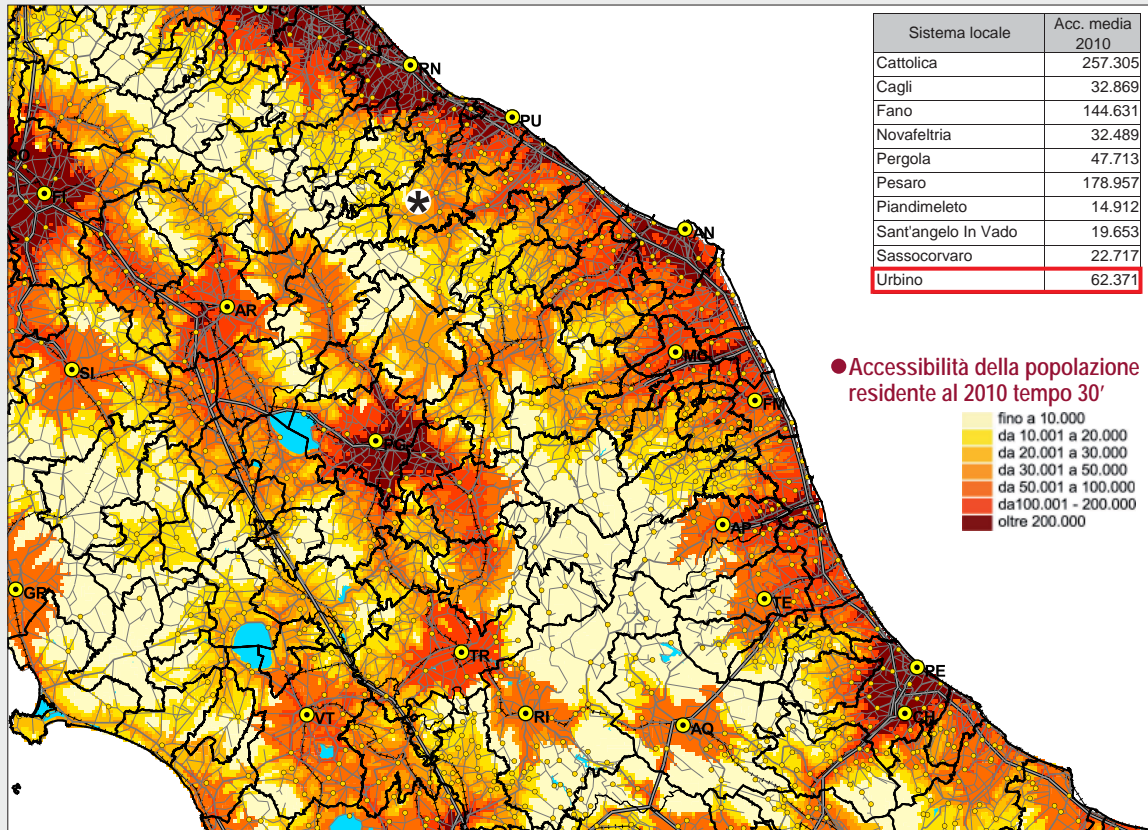 Sistema locale Acc. media 2010
Cattolica 257.305
Cagli 32.869
Fano 144.631
Novafeltria 32.489
Pergola 47.713
Pesaro 178.957
Piandimeleto 14.912
Sant'angelo In Vado 19.653
Sassocorvaro 22.717
Urbino 62.371
Accessibilità della popolazione
residente al 2010 tempo 30'
fino a 10.000
da 10.001 a 20.000
da 20.001 a 30.000
da 30.001 a 50.000
da 50.001 a 100.000
da100.001 - 200.000
oltre 200.000
RN
PU
FI
AN
AR
MC
SI
FM
PG
AP
GR
TE
TR
PE
VT
RI
AQ
CH